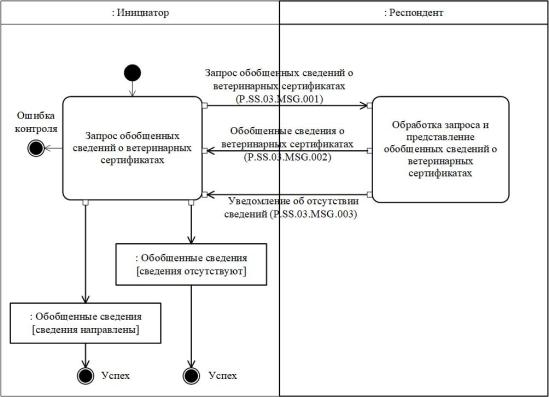 : Инициатор
: Респондент
Запрос обобщенных сведений о
ветеринарных сертификатах
(P.SS.03.MSG.001)
Ошибка
контроля
Запрос обобщенных
сведений о ветеринарных
сертификатах
Обобщенные сведения о
ветеринарных сертификатах
(P.SS.03.MSG.002)
Обработка запроса и
представление
обобщенных сведений о
ветеринарных
сертификатах
Уведомление об отсутствии
сведений (P.SS.03.MSG.003)
: Обобщенные сведения
[сведения отсутствуют]
: Обобщенные сведения
[сведения направлены]
Успех
Успех